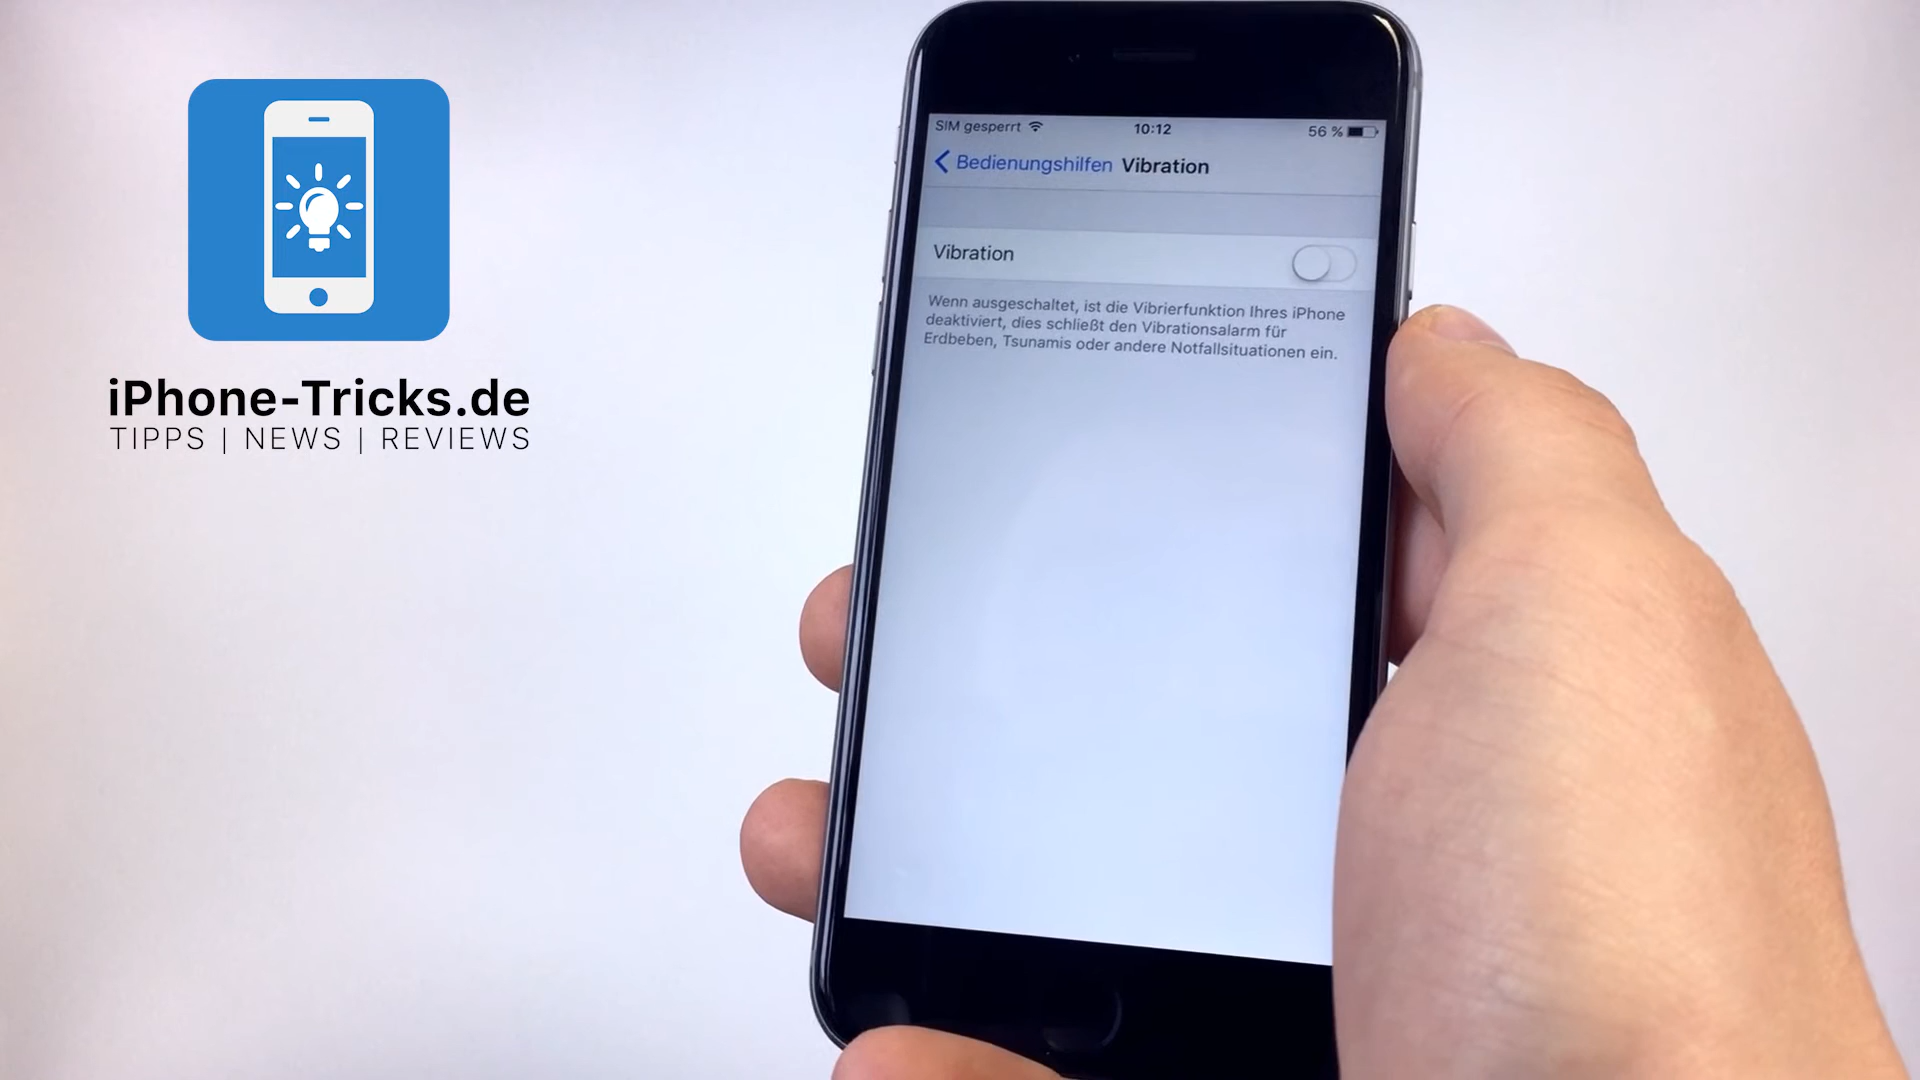 iPhone-Tricks.de
TIPPS | NEWS | REVIEWS
SIM gesperrt 10:12 56 %
Bedienungshilfen Vibration
Vibration
Wenn ausgeschaltet, ist die Vibrierfunktion Ihres iPhone
deaktiviert, dies schließt den Vibrationsalarm für
Erdbeben, Tsunamis oder andere Notfallsituationen ein.